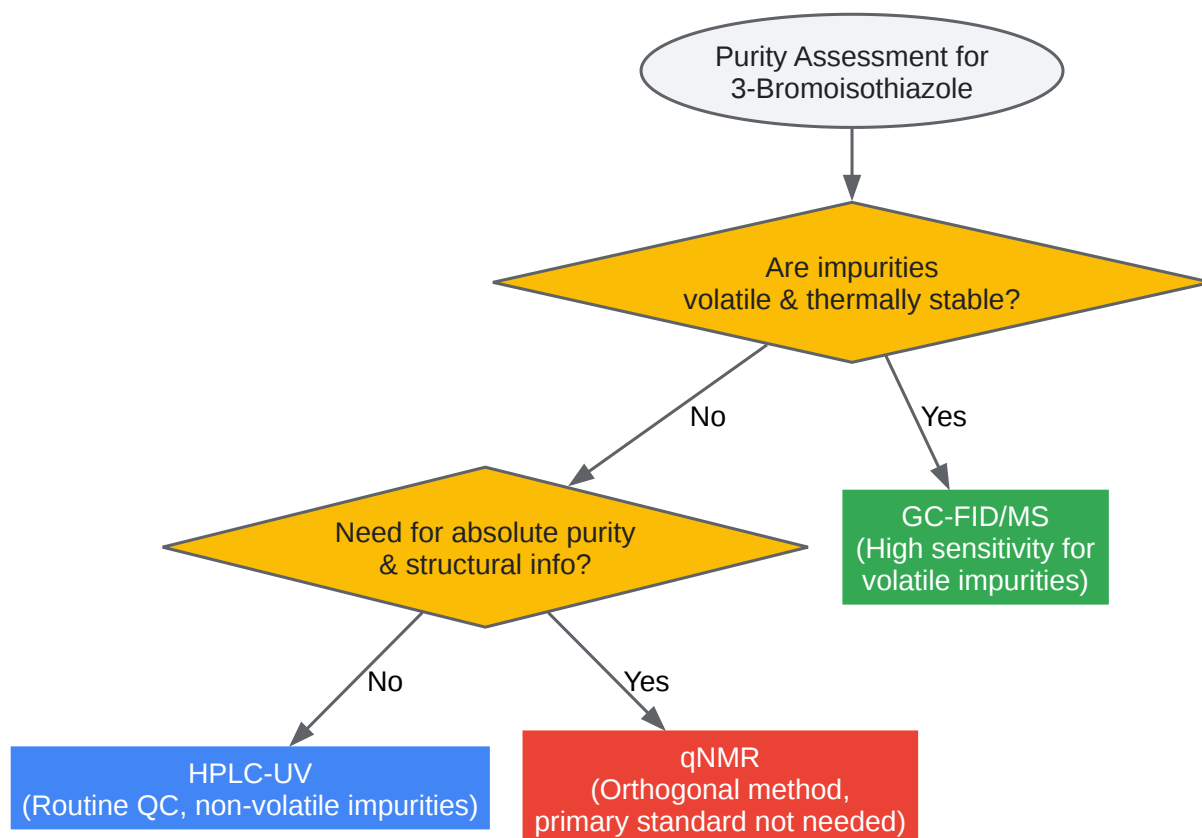 Purity Assessment for
3-Bromoisothiazole
Are impurities
volatile & thermally stable?
No
Yes
Need for absolute purity
& structural info?
GC-FID/MS
(High sensitivity for
volatile impurities)
No
Yes
HPLC-UV
(Routine QC, non-volatile impurities)
qNMR
(Orthogonal method,
primary standard not needed)